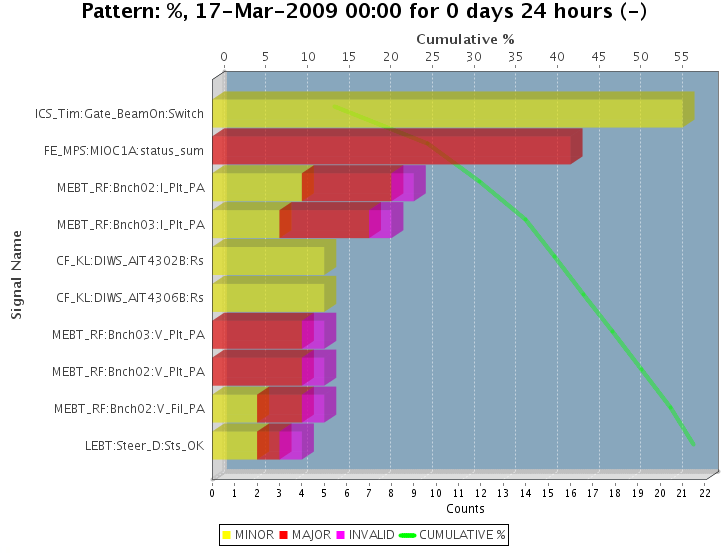 Pattern: %, 17-Mar-2009 00:00 for 0 days 24 hours (-)
Cumulative %
0 5 10 15 20 25 30 35 40 45 50 55
Signal Name
ICS_Tim:Gate_BeamOn:Switch
FE_MPS:MIOC1A:status_sum
MEBT_RF:Bnch02:I_Plt_PA
MEBT_RF:Bnch03:I_Plt_PA
CF_KL:DIWS_AIT4302B:Rs
CF_KL:DIWS_AIT4306B:Rs
MEBT_RF:Bnch03:V_Plt_PA
MEBT_RF:Bnch02:V_Plt_PA
MEBT_RF:Bnch02:V_Fil_PA
LEBT:Steer_D:Sts_OK
0 1 2 3 4 5 6 7 8 9 10 11 12 13 14 15 16 17 18 19 20 21 22
Counts
MINOR MAJOR INVALID CUMULATIVE %